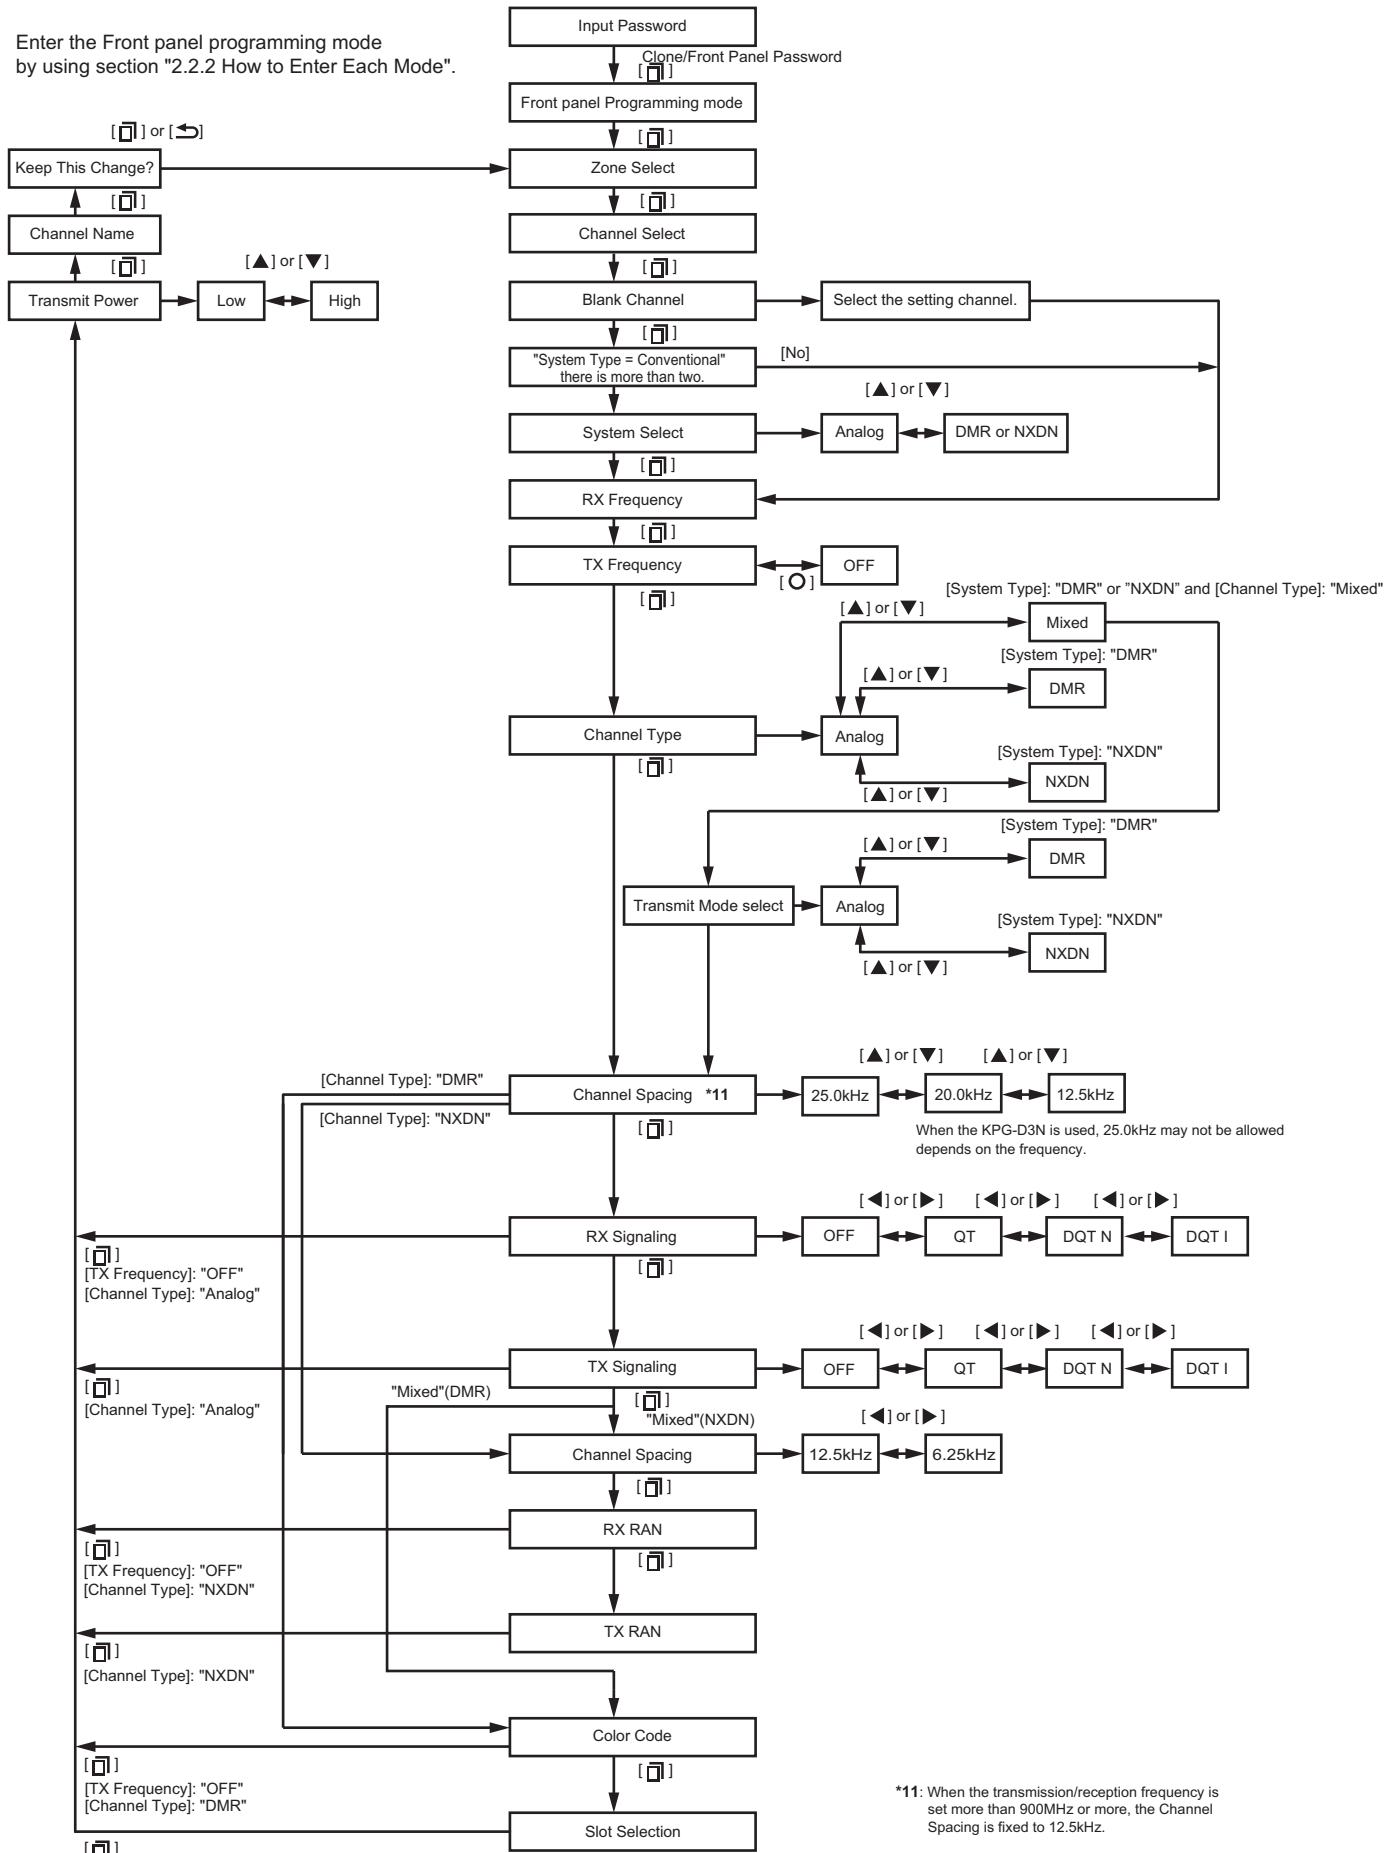 Input Password
Enter the Front panel programming mode
by using section "2.2.2 How to Enter Each Mode".
Clone/Front Panel Password
[ ]
Front panel Programming mode
[ ] or [ ]
[ ]
Keep This Change?
Zone Select
[ ]
[ ]
Channel Name
Channel Select
[ ]
[▲] or [▼]
[ ]
Transmit Power
Low
High
Blank Channel
Select the setting channel.
[ ]
"System Type = Conventional"
there is more than two.
[No]
[▲] or [▼]
System Select
Analog
DMR or NXDN
[ ]
RX Frequency
[ ]
TX Frequency
OFF
[ O ]
[System Type]: "DMR" or ”NXDN” and [Channel Type]: "Mixed"
[ ]
[▲] or [▼]
Mixed
[System Type]: "DMR"
[▲] or [▼]
DMR
Channel Type
Analog
[System Type]: "NXDN"
[ ]
NXDN
[▲] or [▼]
[System Type]: "DMR"
[▲] or [▼]
DMR
Transmit Mode select
Analog
[System Type]: "NXDN"
NXDN
[▲] or [▼]
[▲] or [▼]
[▲] or [▼]
[Channel Type]: "DMR"
Channel Spacing *11
25.0kHz
20.0kHz
12.5kHz
[Channel Type]: "NXDN"
[ ]
When the KPG-D3N is used, 25.0kHz may not be allowed
depends on the frequency.
[◀] or [▶]
[◀] or [▶]
[◀] or [▶]
RX Signaling
OFF
QT
DQT N
DQT I
[ ]
[ ]
[TX Frequency]: "OFF"
[Channel Type]: "Analog"
[◀] or [▶]
[◀] or [▶]
[◀] or [▶]
TX Signaling
OFF
QT
DQT N
DQT I
[ ]
[Channel Type]: "Analog"
"Mixed"(DMR)
[ ]
"Mixed"(NXDN)
[◀] or [▶]
Channel Spacing
12.5kHz
6.25kHz
[ ]
RX RAN
[ ]
[ ]
[TX Frequency]: "OFF"
[Channel Type]: "NXDN"
TX RAN
[ ]
[Channel Type]: "NXDN"
Color Code
[ ]
[ ]
[TX Frequency]: "OFF"
[Channel Type]: "DMR"
*11: When the transmission/reception frequency is
set more than 900MHz or more, the Channel
Spacing is fixed to 12.5kHz.
Slot Selection
[ ]